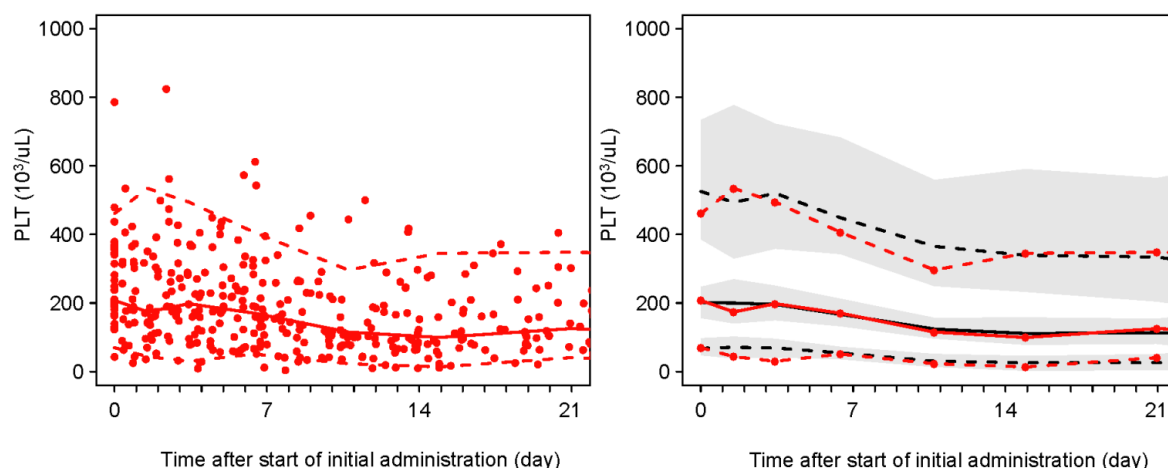 1000
800
600
400
200
0
PLT (10³/uL)
0 7 14 21
Time after start of initial administration (day)
1000
800
600
400
200
0
PLT (10³/uL)
0 7 14 21
Time after start of initial administration (day)